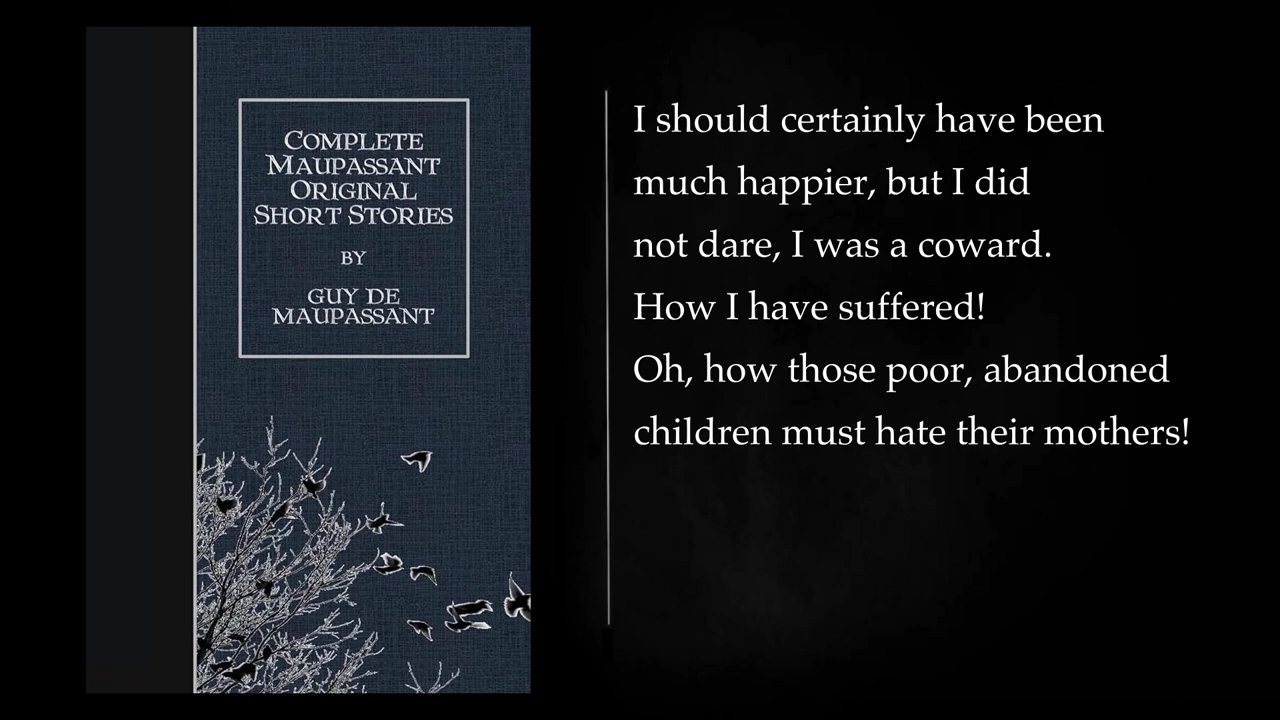 COMPLETE
MAUPASSANT
ORIGINAL
SHORT STORIES
BY
GUY DE
MAUPASSANT
I should certainly have been
much happier, but I did
not dare, I was a coward.
How I have suffered!
Oh, how those poor, abandoned
children must hate their mothers!